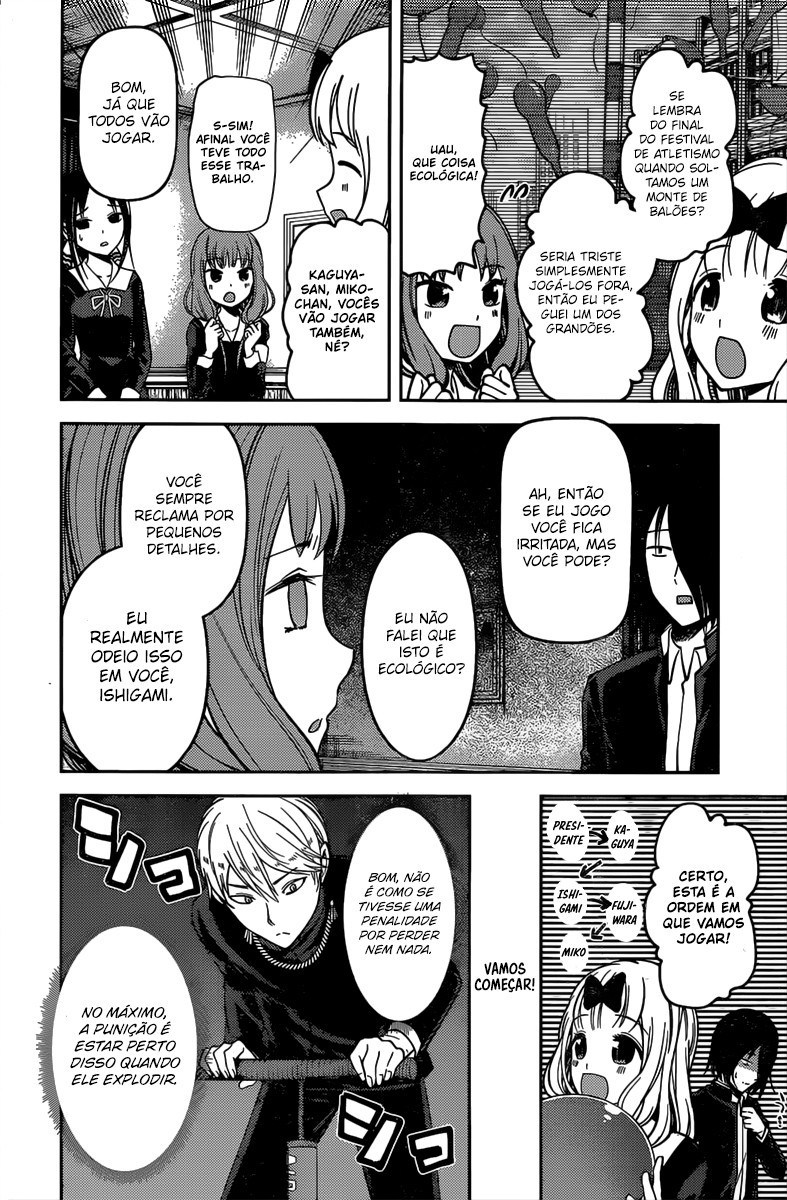 SE
LEMBRA
DO FINAL
DO FESTIVAL
DE ATLETISMO
QUANDO SOL-
TAMOS UM
MONTE DE
BALÕES?
SERIA TRISTE
SIMPLESMENTE
JOGÁ-LOS FORA,
ENTÃO EU PE-
GUEI UM DOS
GRANDÕES.
UAU,
QUE COISA
ECOLÓGICA!
KAGUYA-
SAN, MIKO-
CHAN, VOCÊS
VÃO JOGAR
TAMBÉM,
NÉ?
S-SIM!
AFINAL VOCÊ
TEVE TODO
ESSE TRA-
BALHO.
BOM,
JÁ QUE
TODOS VÃO
JOGAR.
AH, ENTÃO
SE EU JOGO
VOCÊ FICA
IRRITADA, MAS
VOCÊ PODE?
EU NÃO
FALEI QUE
ISTO É
ECOLÓGICO?
VOCÊ
SEMPRE
RECLAMA POR
PEQUENOS
DETALHES.
EU
REALMENTE
ODEIO ISSO
EM VOCÊ,
ISHIGAMI.
CERTO,
ESTA É A
ORDEM EM
QUE VAMOS
JOGAR!
PRESI-
DENTE
KA-
GUYA
ISHI-
GAMI
FUJI-
WARA
MIKO
VAMOS
COMEÇAR!
BOM, NÃO
É COMO SE
TIVESSE UMA
PENALIDADE
POR PERDER
NEM NADA.
シコ
シコ
NO MÁXIMO,
A PUNIÇÃO É
ESTAR PERTO
DISSO QUANDO
ELE EXPLODIR.